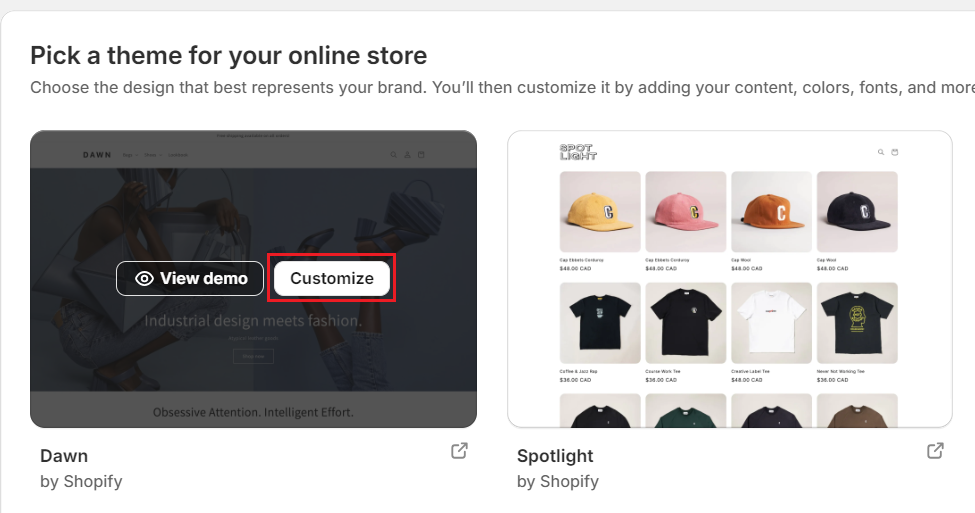 Pick a theme for your online store
Choose the design that best represents your brand. You’ll then customize it by adding your content, colors, fonts, and more
DAWN
View demo
Customize
Industrial design meets fashion.
Obsessive Attention. Intelligent Effort.
Dawn
by Shopify
SPOT
LIGHT
Cap Ebbets Corduroy
$48.00 CAD
Cap Ebbets Corduroy
$48.00 CAD
Cap Wool
$48.00 CAD
Cap Wool
$48.00 CAD
Coffee & Jazz Rap
$36.00 CAD
Course Work Tee
$36.00 CAD
Creative Label Tee
$48.00 CAD
Never Not Working Tee
$36.00 CAD
Spotlight
by Shopify